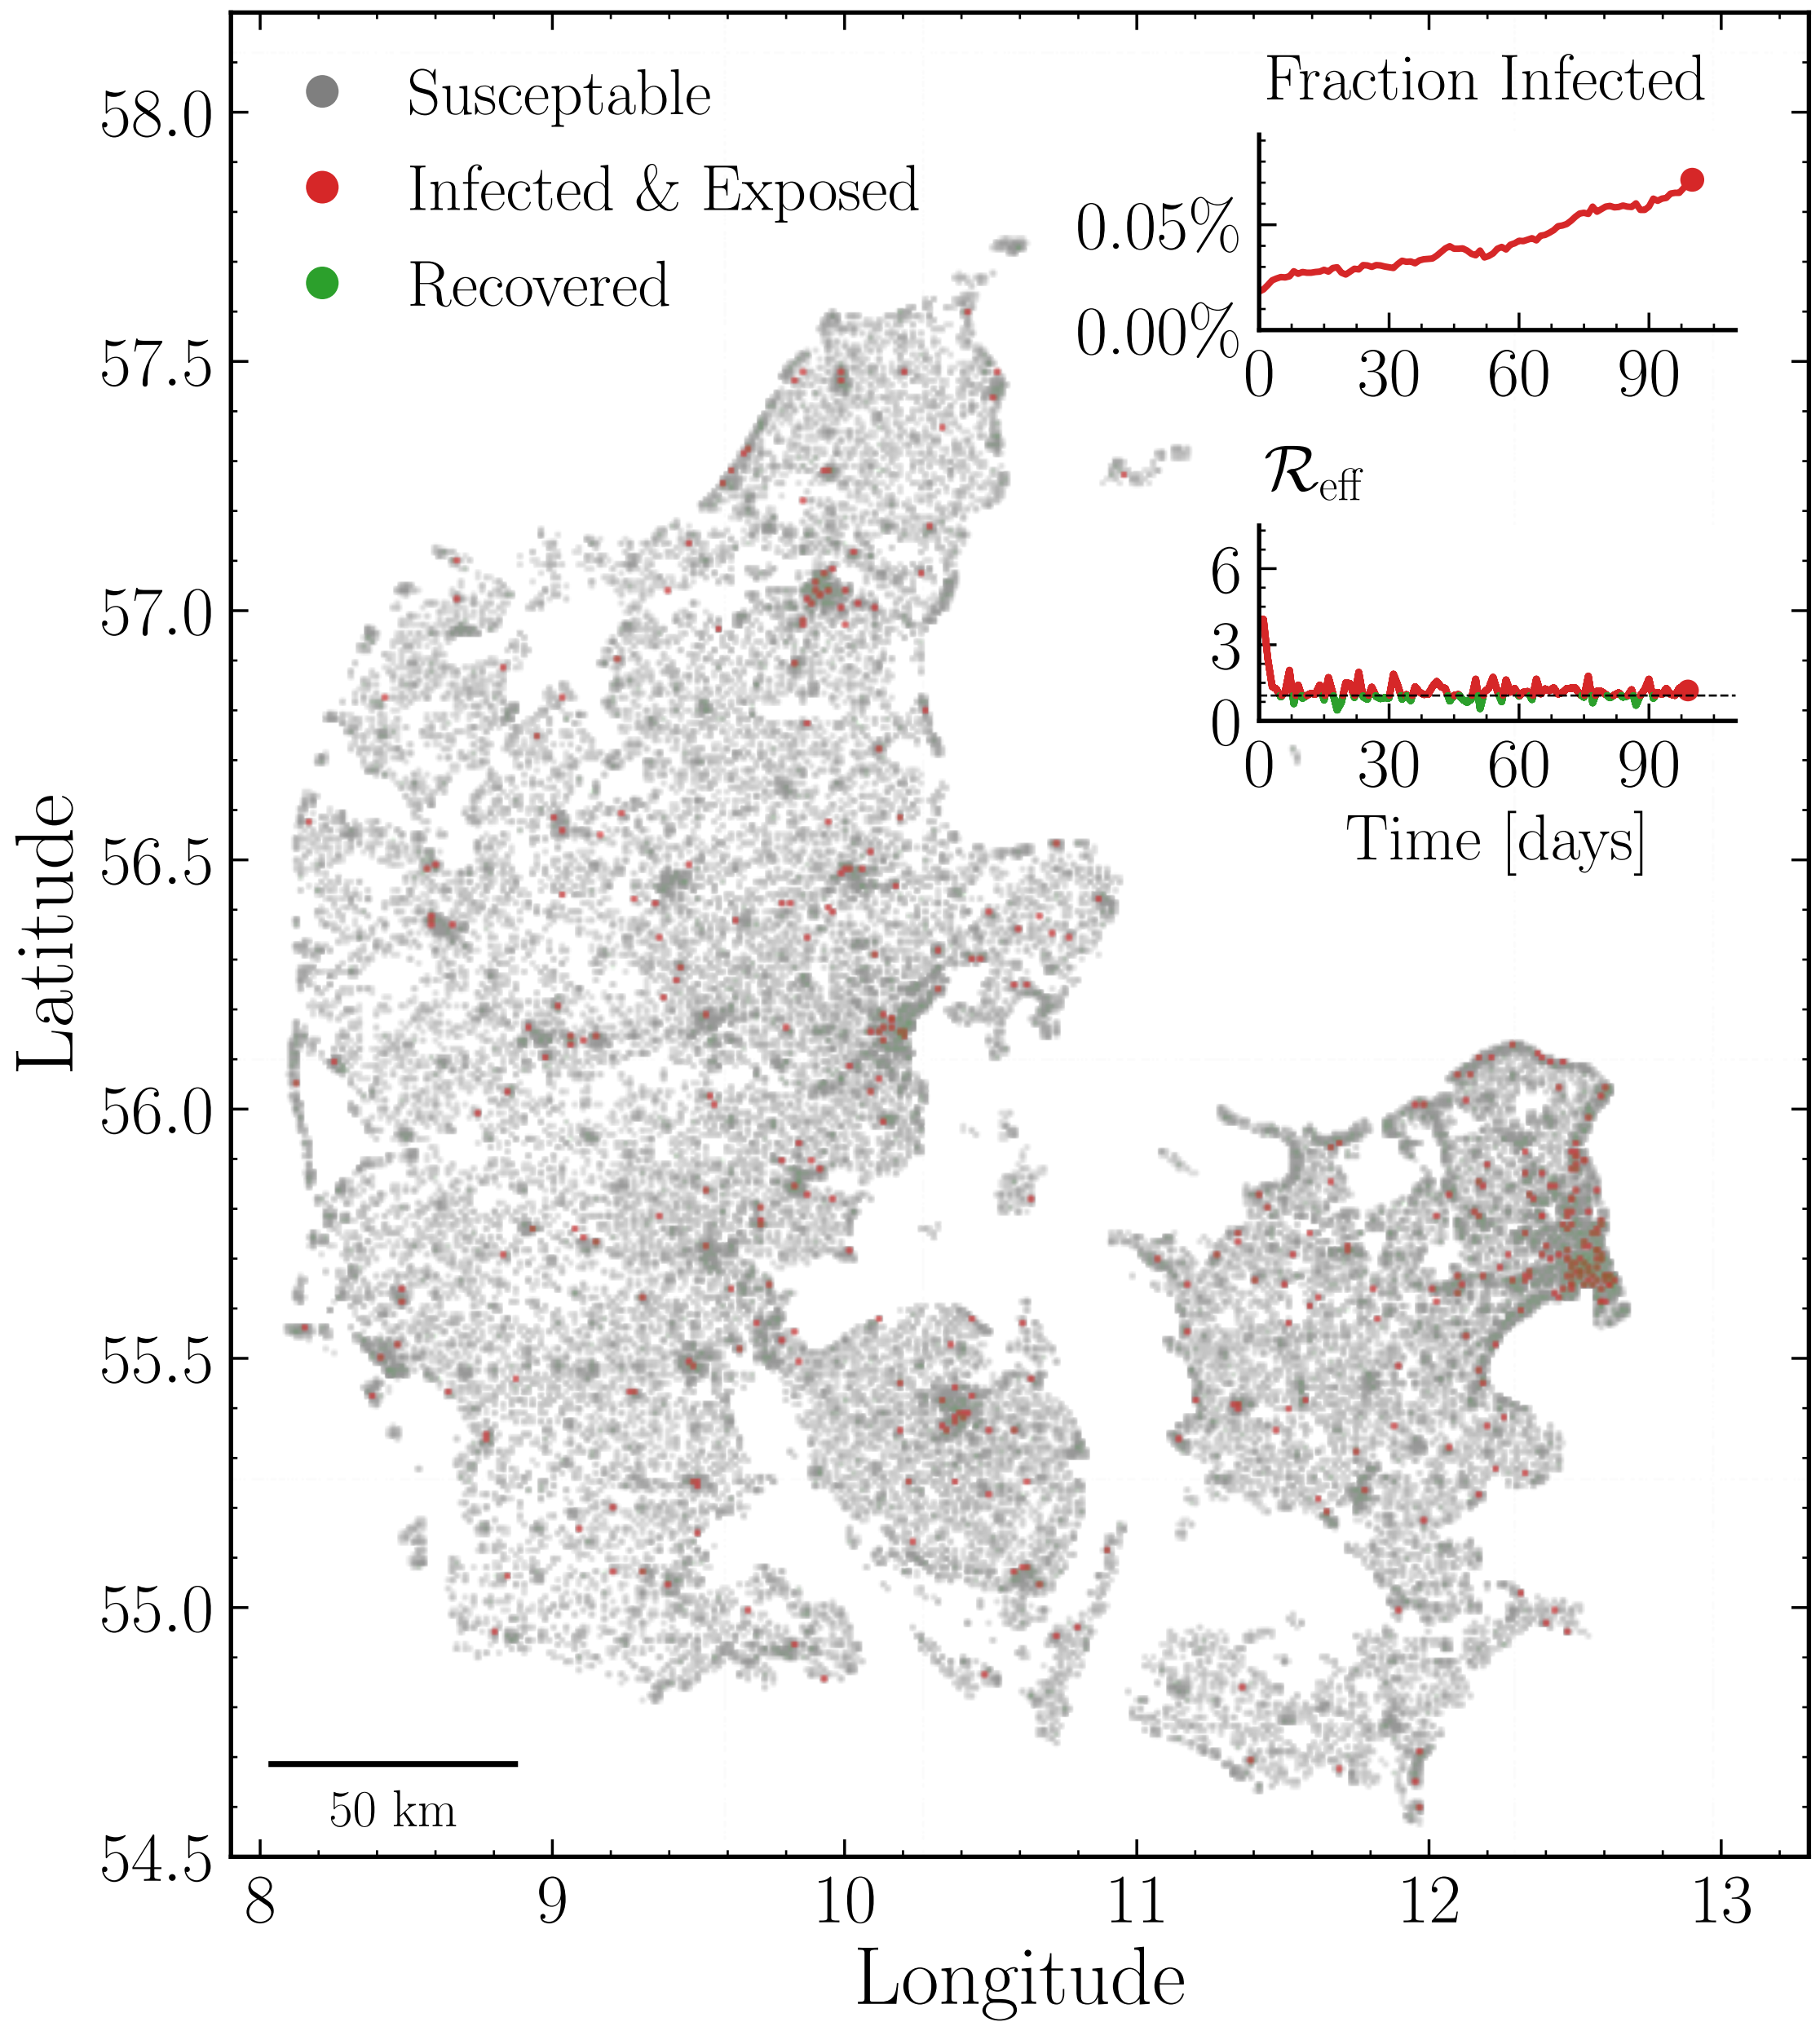 Susceptable
Infected & Exposed
Recovered
Fraction Infected
0.05%
0.00%
0 30 60 90
R_eff
6
3
0
0 30 60 90
Time [days]
Latitude
58.0
57.5
57.0
56.5
56.0
55.5
55.0
54.5
50 km
8 9 10 11 12 13
Longitude